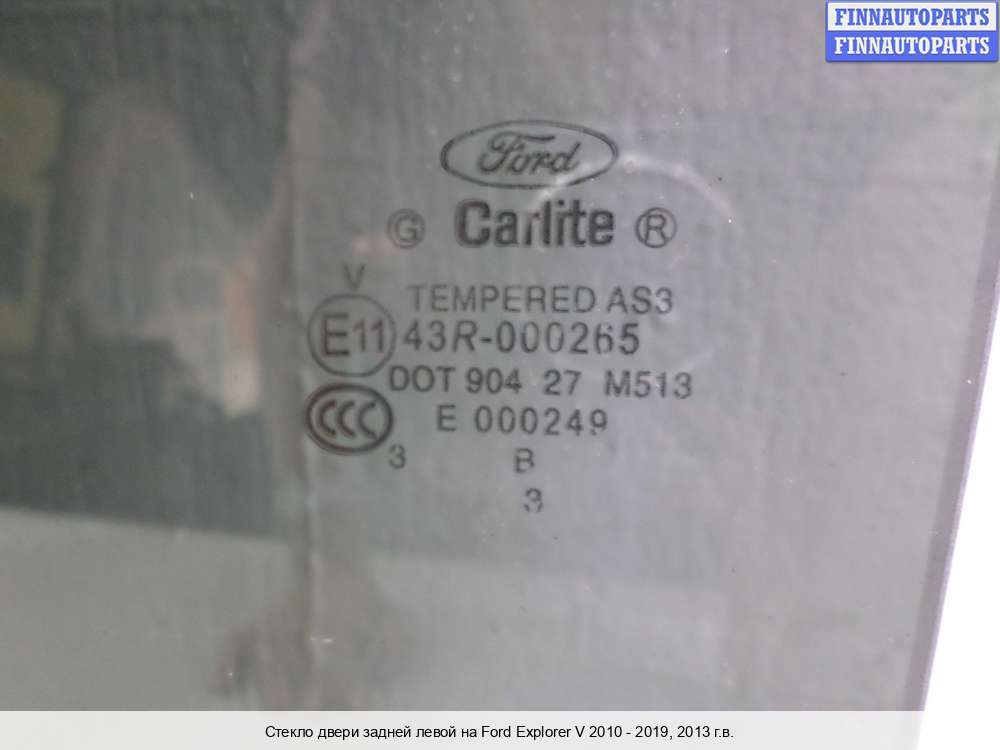 FINNAUTOPARTS
FINNAUTOPARTS
Ford
G Carlite ®
V
TEMPERED AS3
E11 43R-000265
DOT 904 27 M513
CCC E 000249
3 B
3
Стекло двери задней левой на Ford Explorer V 2010 - 2019, 2013 г.в.